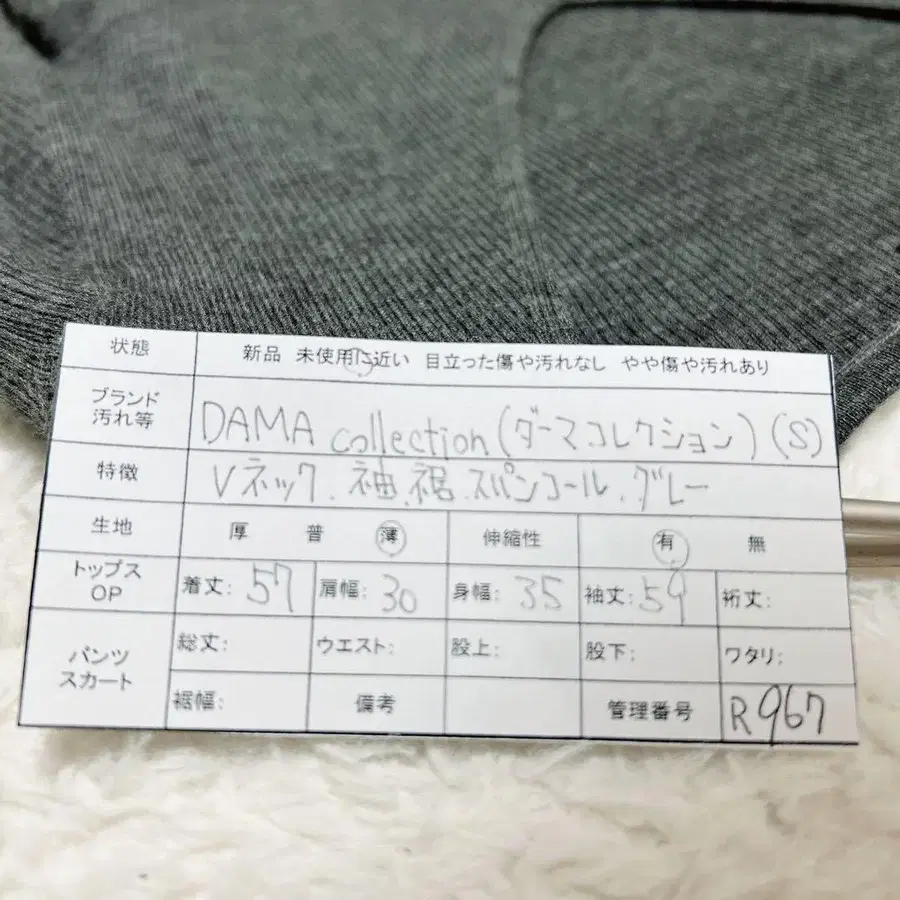 状態 新品 未使用に近い 目立った傷や汚れなし やや傷や汚れあり
ブランド
汚れ等 DAMA collection (ダーマコレクション) (S)
特徴 Vネック.袖.裾.スパンコール.グレー
生地 厚 普 薄 伸縮性 有 無
トップス
OP 着丈: 57 肩幅: 30 身幅: 35 袖丈: 59 裄丈:
パンツ
スカート 総丈: ウエスト: 股上: 股下: ワタリ:
裾幅: 備考 管理番号 R967